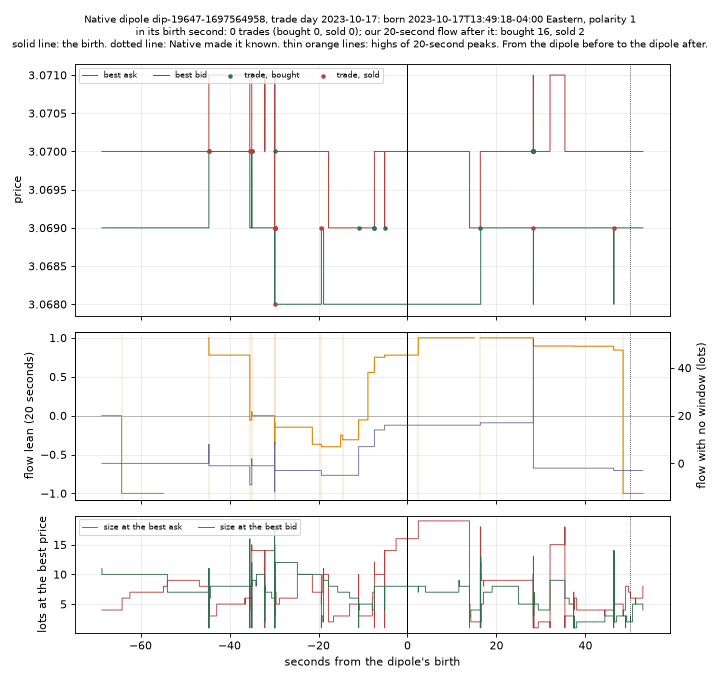 Native dipole dip-19647-1697564958, trade day 2023-10-17: born 2023-10-17T13:49:18-04:00 Eastern, polarity 1
in its birth second: 0 trades (bought 0, sold 0); our 20-second flow after it: bought 16, sold 2
solid line: the birth. dotted line: Native made it known. thin orange lines: highs of 20-second peaks. From the dipole before to the dipole after.
best ask best bid trade, bought trade, sold
3.0710
3.0705
3.0700
3.0695
3.0690
3.0685
3.0680
price
1.0
0.5
0.0
−0.5
−1.0
flow lean (20 seconds)
40
20
0
flow with no window (lots)
size at the best ask size at the best bid
15
10
5
lots at the best price
−60 −40 −20 0 20 40
seconds from the dipole's birth